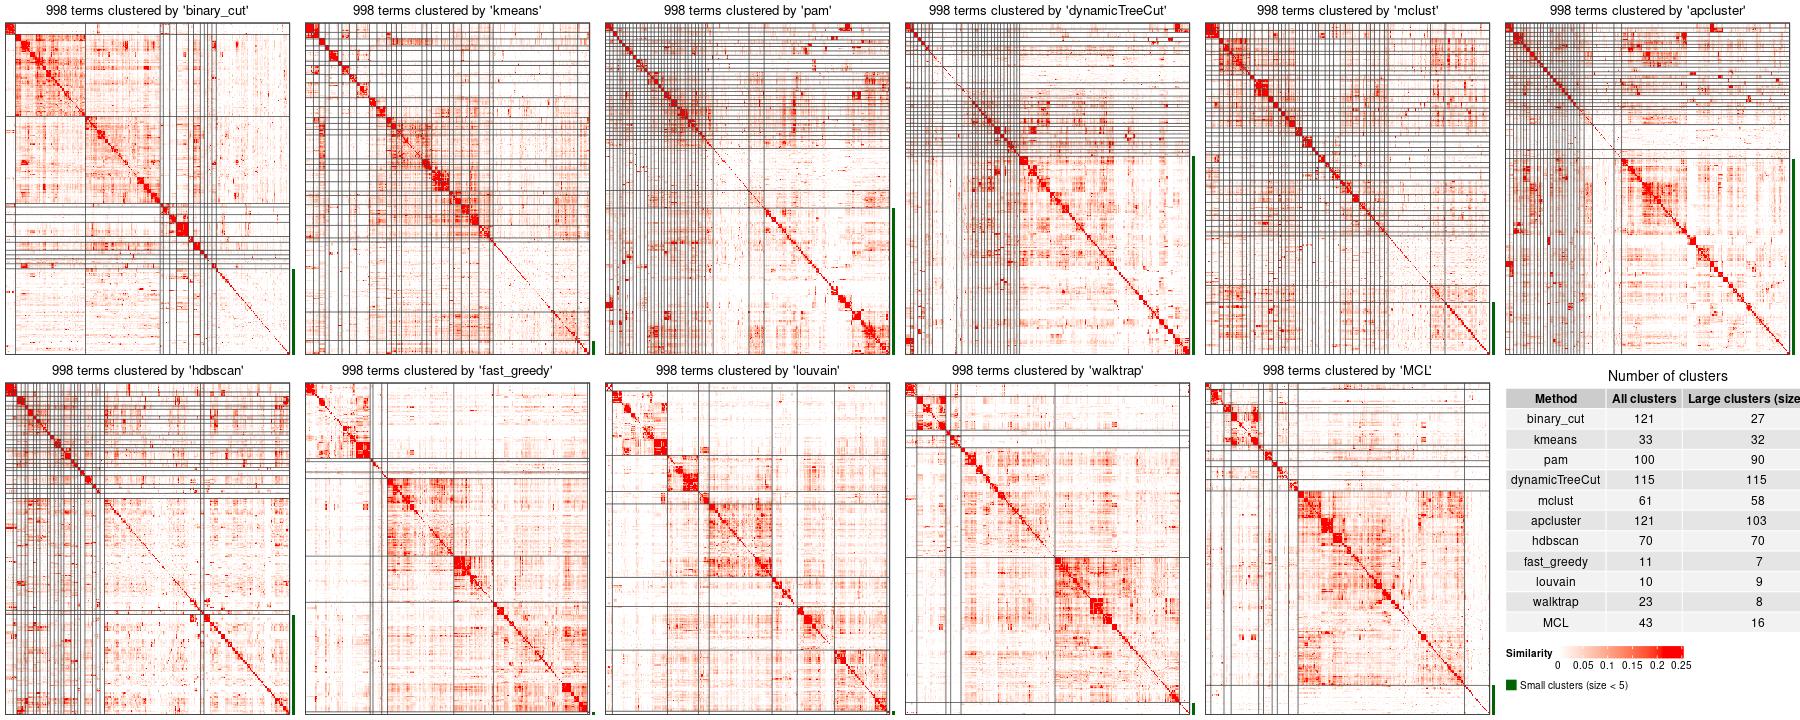 998 terms clustered by 'binary_cut'
998 terms clustered by 'kmeans'
998 terms clustered by 'pam'
998 terms clustered by 'dynamicTreeCut'
998 terms clustered by 'mclust'
998 terms clustered by 'apcluster'
998 terms clustered by 'hdbscan'
998 terms clustered by 'fast_greedy'
998 terms clustered by 'louvain'
998 terms clustered by 'walktrap'
998 terms clustered by 'MCL'
Number of clusters
Method All clusters Large clusters (size
binary_cut 121 27
kmeans 33 32
pam 100 90
dynamicTreeCut 115 115
mclust 61 58
apcluster 121 103
hdbscan 70 70
fast_greedy 11 7
louvain 10 9
walktrap 23 8
MCL 43 16
Similarity
0 0.05 0.1 0.15 0.2 0.25
Small clusters (size < 5)